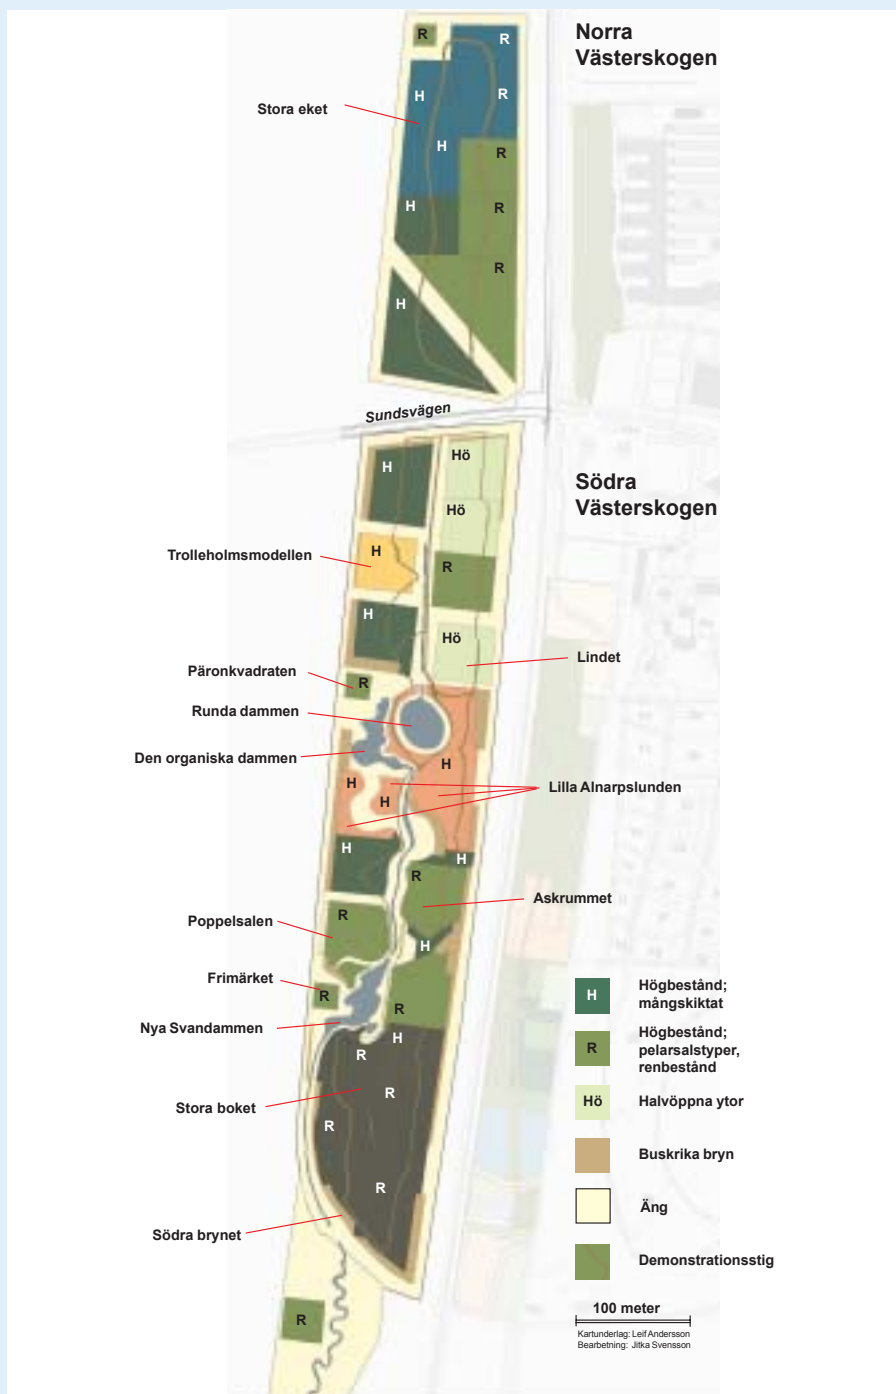 Norra
Västerskogen
R
R
H
R
Stora eket
H
R
H
R
R
H
Sundsvägen
Hö
H
Södra
Västerskogen
Hö
Trolleholmsmodellen
H
R
H
Hö
Lindet
Päronkvadraten
R
Runda dammen
Den organiska dammen
H
H
Lilla Alnarpslunden
H
H
H
R
Askrummet
R
Poppelsalen
H
Frimärket
R
R
Nya Svandammen
H
R
R
Stora boket
R
R
Södra brynet
R
H
Högbestånd;
mångskiktat
R
Högbestånd;
pelarsalstyper,
renbestånd
Hö
Halvöppna ytor
Buskrika bryn
Äng
Demonstrationsstig
100 meter
Kartunderlag: Leif Andersson
Bearbetning: Jitka Svensson